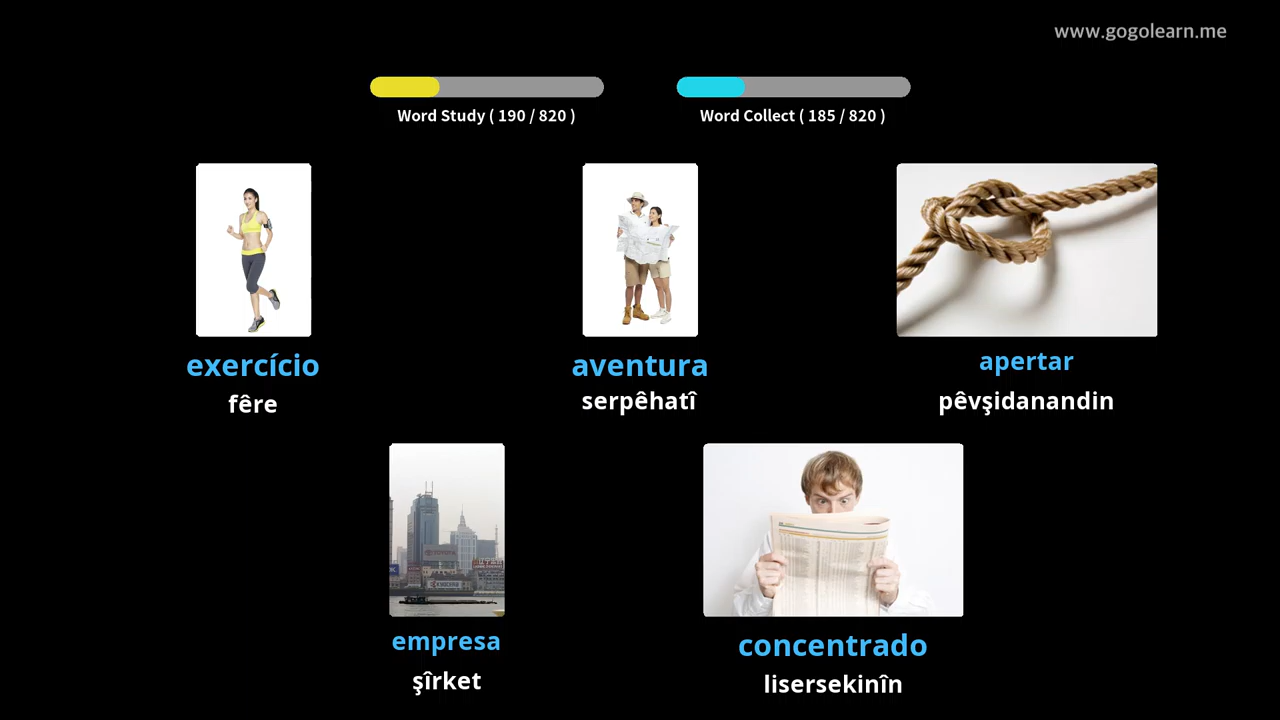 www.gogolearn.me
Word Study ( 190 / 820 )
Word Collect ( 185 / 820 )
exercício
fêre
aventura
serpêhatî
apertar
pêvşidanandin
TOYOTA
empresa
şîrket
concentrado
lisersekinîn